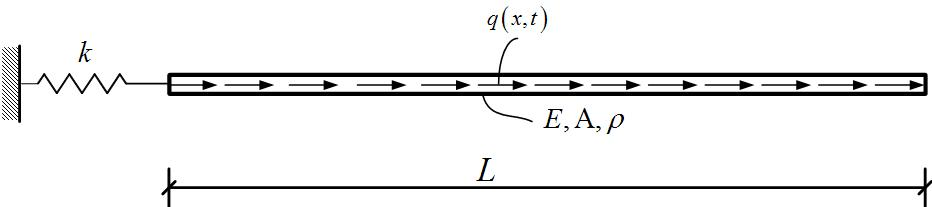 q(x,t)
k
E, A, ρ
L